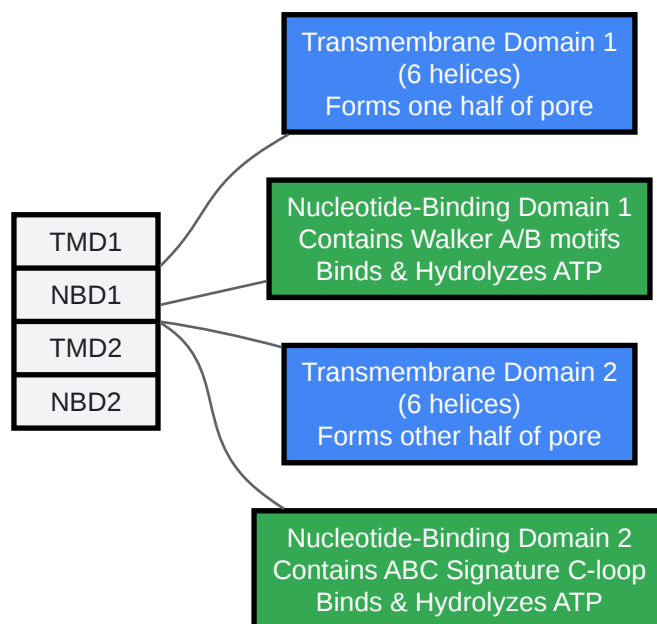 Transmembrane Domain 1
(6 helices)
Forms one half of pore
Nucleotide-Binding Domain 1
Contains Walker A/B motifs
Binds & Hydrolyzes ATP
TMD1
NBD1
TMD2
NBD2
Transmembrane Domain 2
(6 helices)
Forms other half of pore
Nucleotide-Binding Domain 2
Contains ABC Signature C-loop
Binds & Hydrolyzes ATP